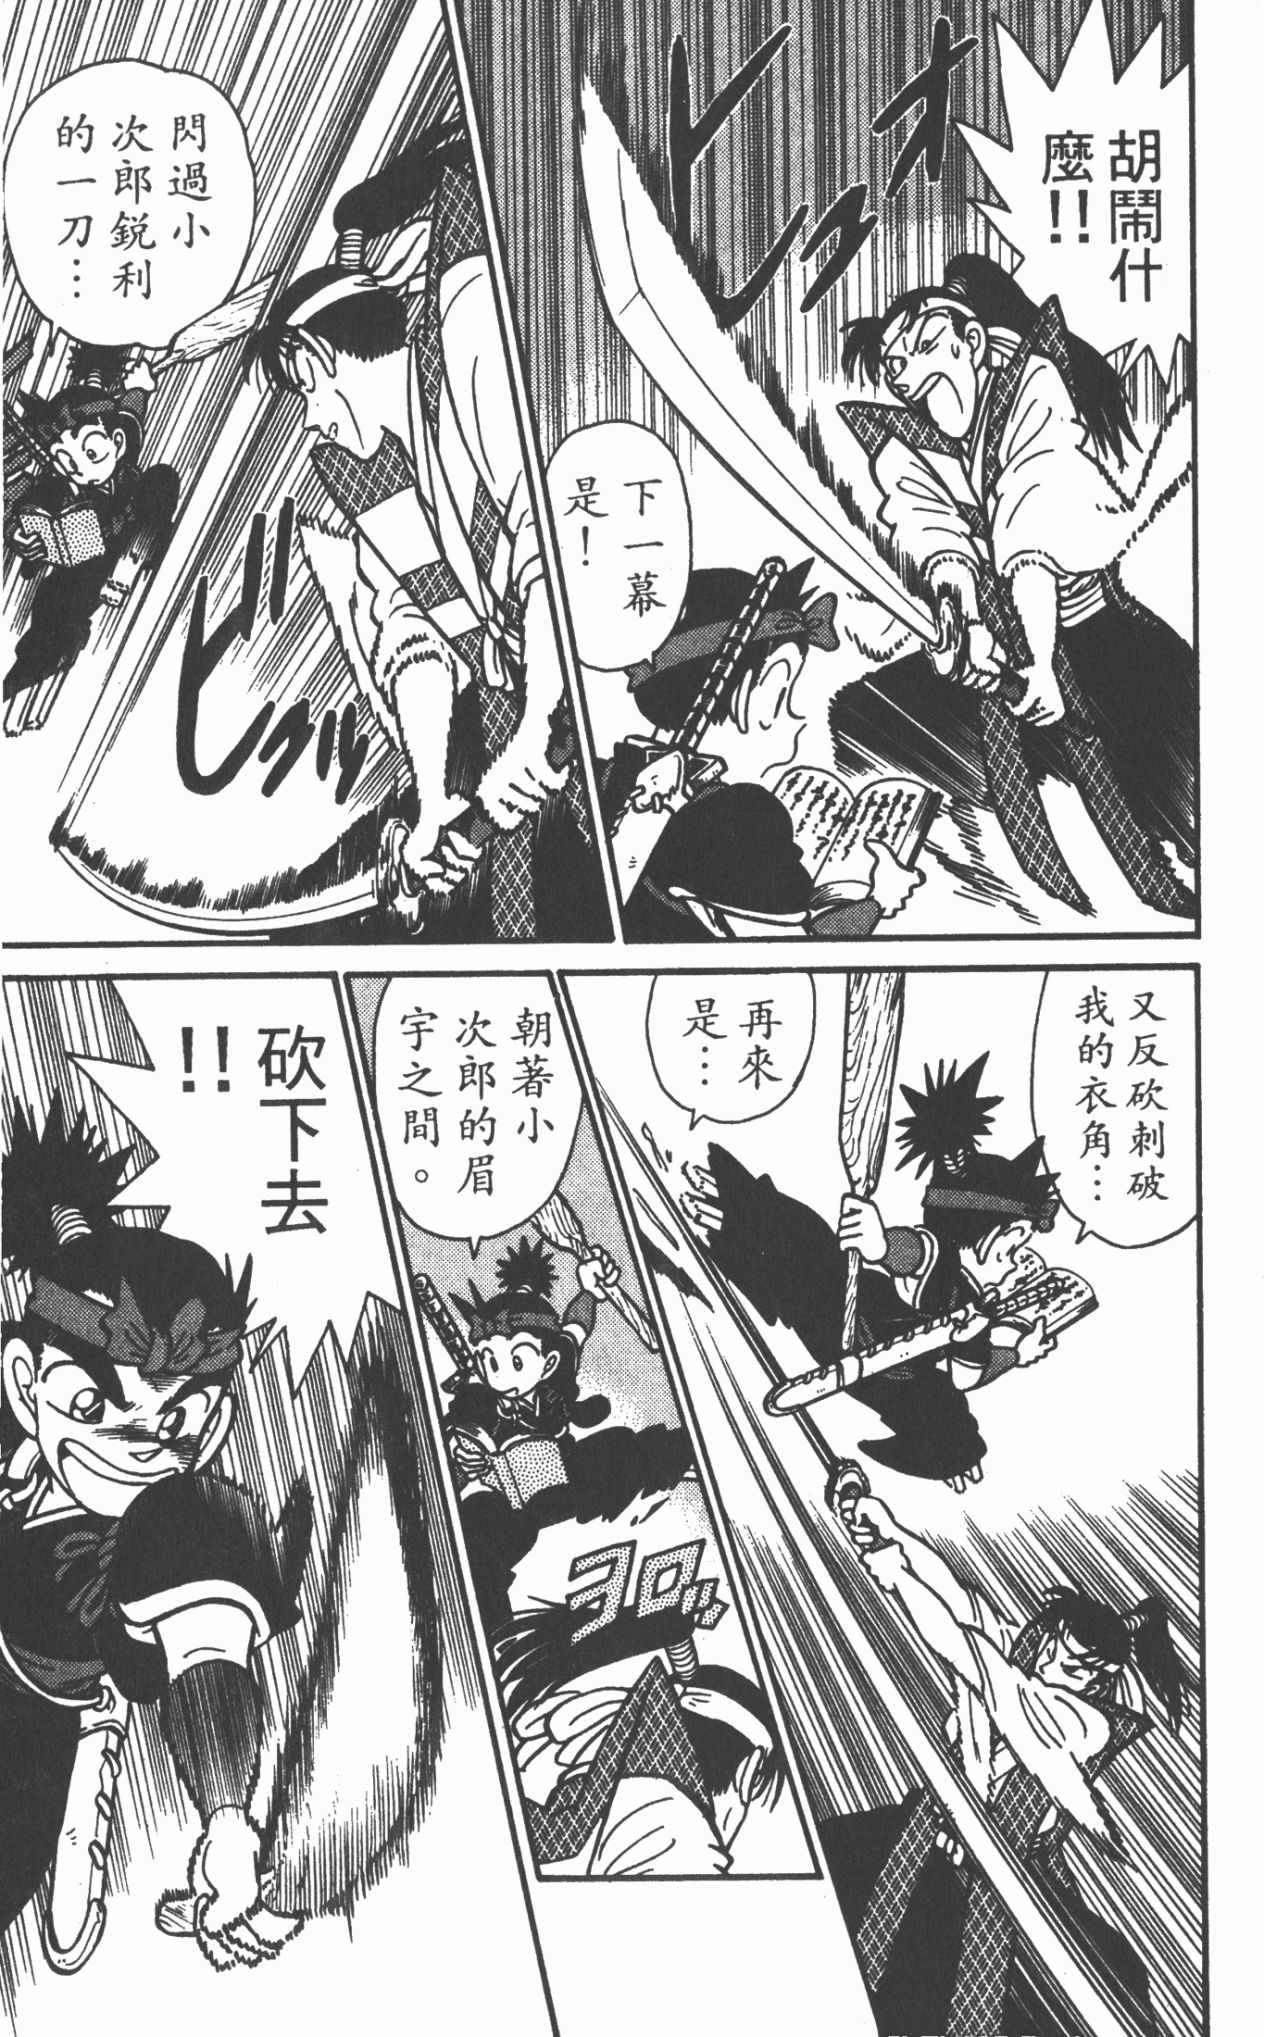 胡鬧什
麼!!
下一幕
是！
閃過小
次郎銳利
的一刀…
又反砍刺破
我的衣角…
再來
是…
朝著小
次郎的眉
宇之間。
砍下去
!!